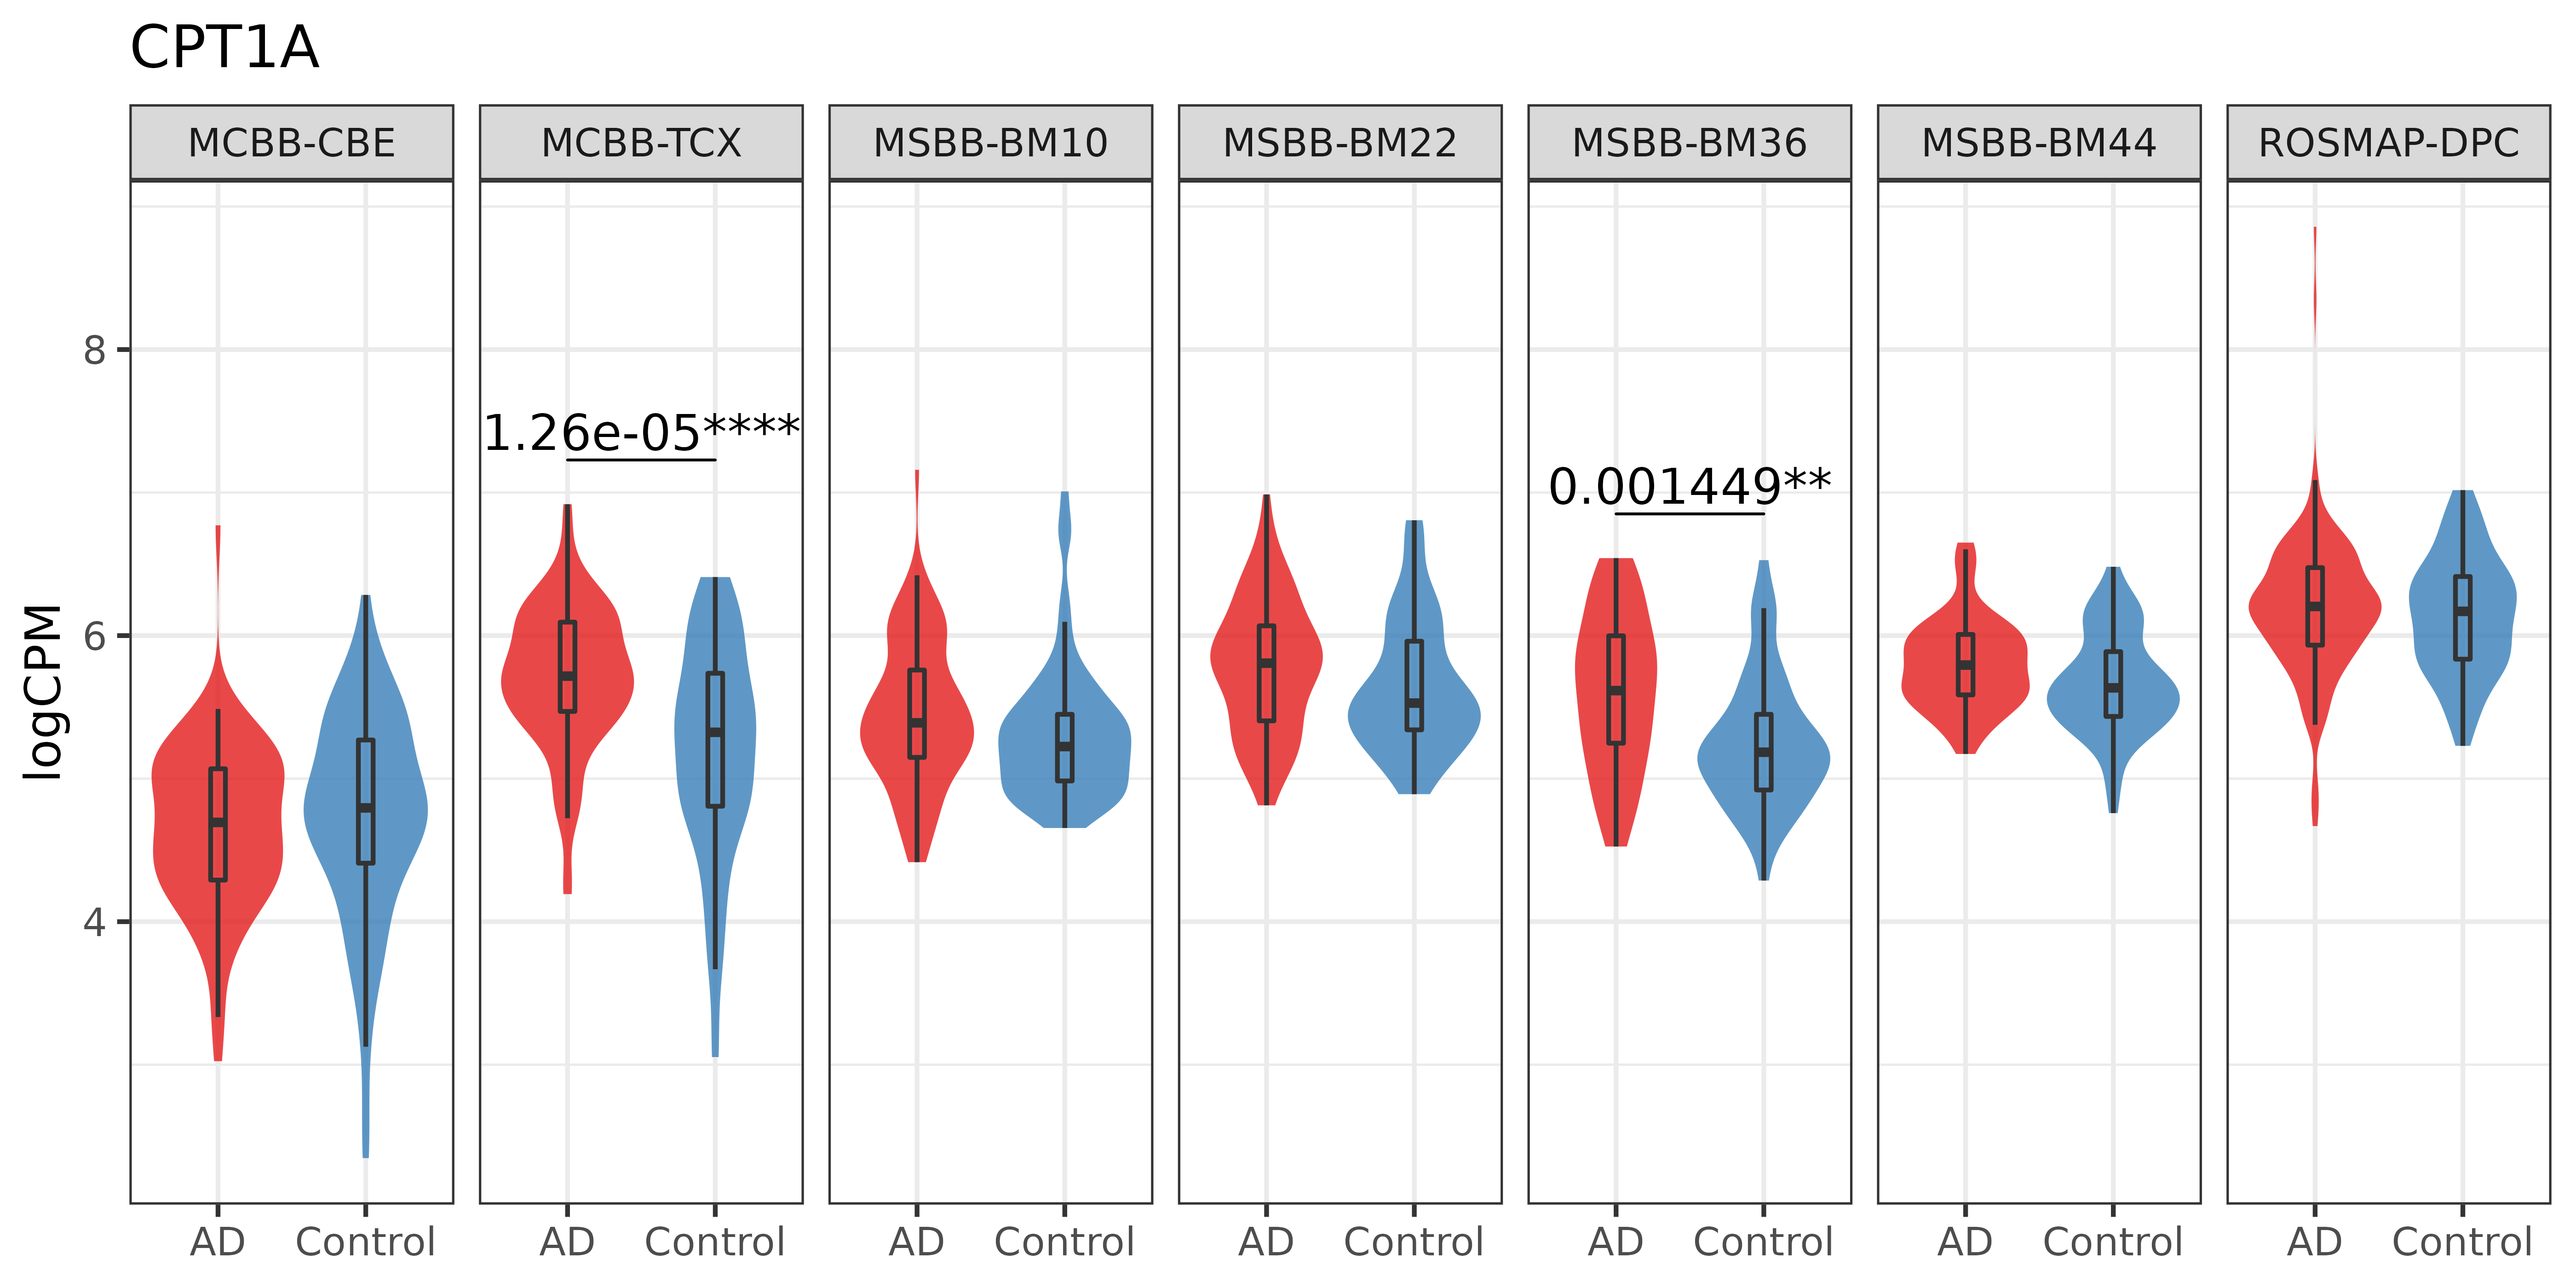 CPT1A
MCBB-CBE MCBB-TCX MSBB-BM10 MSBB-BM22 MSBB-BM36 MSBB-BM44 ROSMAP-DPC
8
1.26e-05****
0.001449**
6
logCPM
4
AD Control AD Control AD Control AD Control AD Control AD Control AD Control